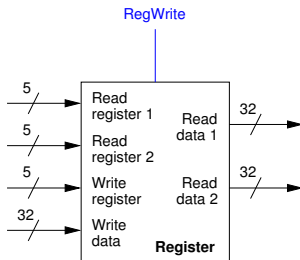 RegWrite
5
Read
register 1
5
Read
register 2
5
Write
register
32
Write
data
Read
data 1
32
Read
data 2
32
Register